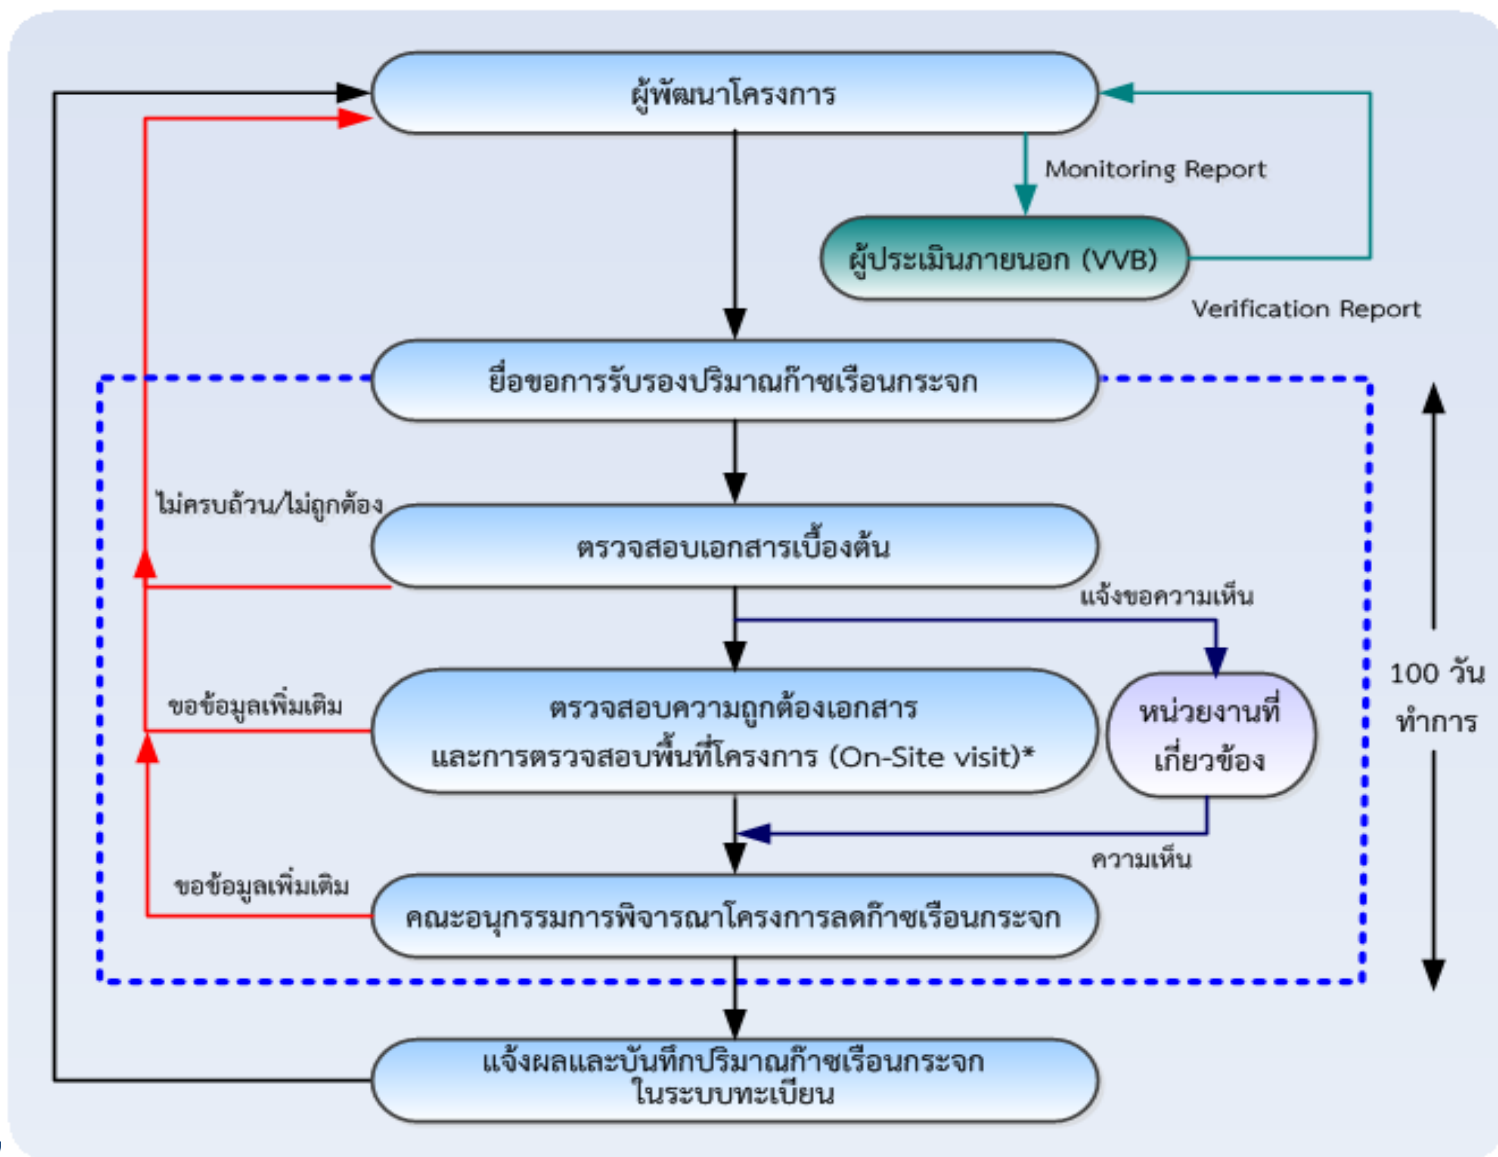 ผู้พัฒนาโครงการ
Monitoring Report
ผู้ประเมินภายนอก (VVB)
Verification Report
ยื่อขอการรับรองปริมาณก๊าซเรือนกระจก
ไม่ครบถ้วน/ไม่ถูกต้อง
ตรวจสอบเอกสารเบื้องต้น
แจ้งขอความเห็น
ขอข้อมูลเพิ่มเติม
ตรวจสอบความถูกต้องเอกสาร
และการตรวจสอบพื้นที่โครงการ (On-Site visit)*
หน่วยงานที่
เกี่ยวข้อง
100 วัน
ทำการ
ความเห็น
ขอข้อมูลเพิ่มเติม
คณะอนุกรรมการพิจารณาโครงการลดก๊าซเรือนกระจก
แจ้งผลและบันทึกปริมาณก๊าซเรือนกระจก
ในระบบทะเบียน